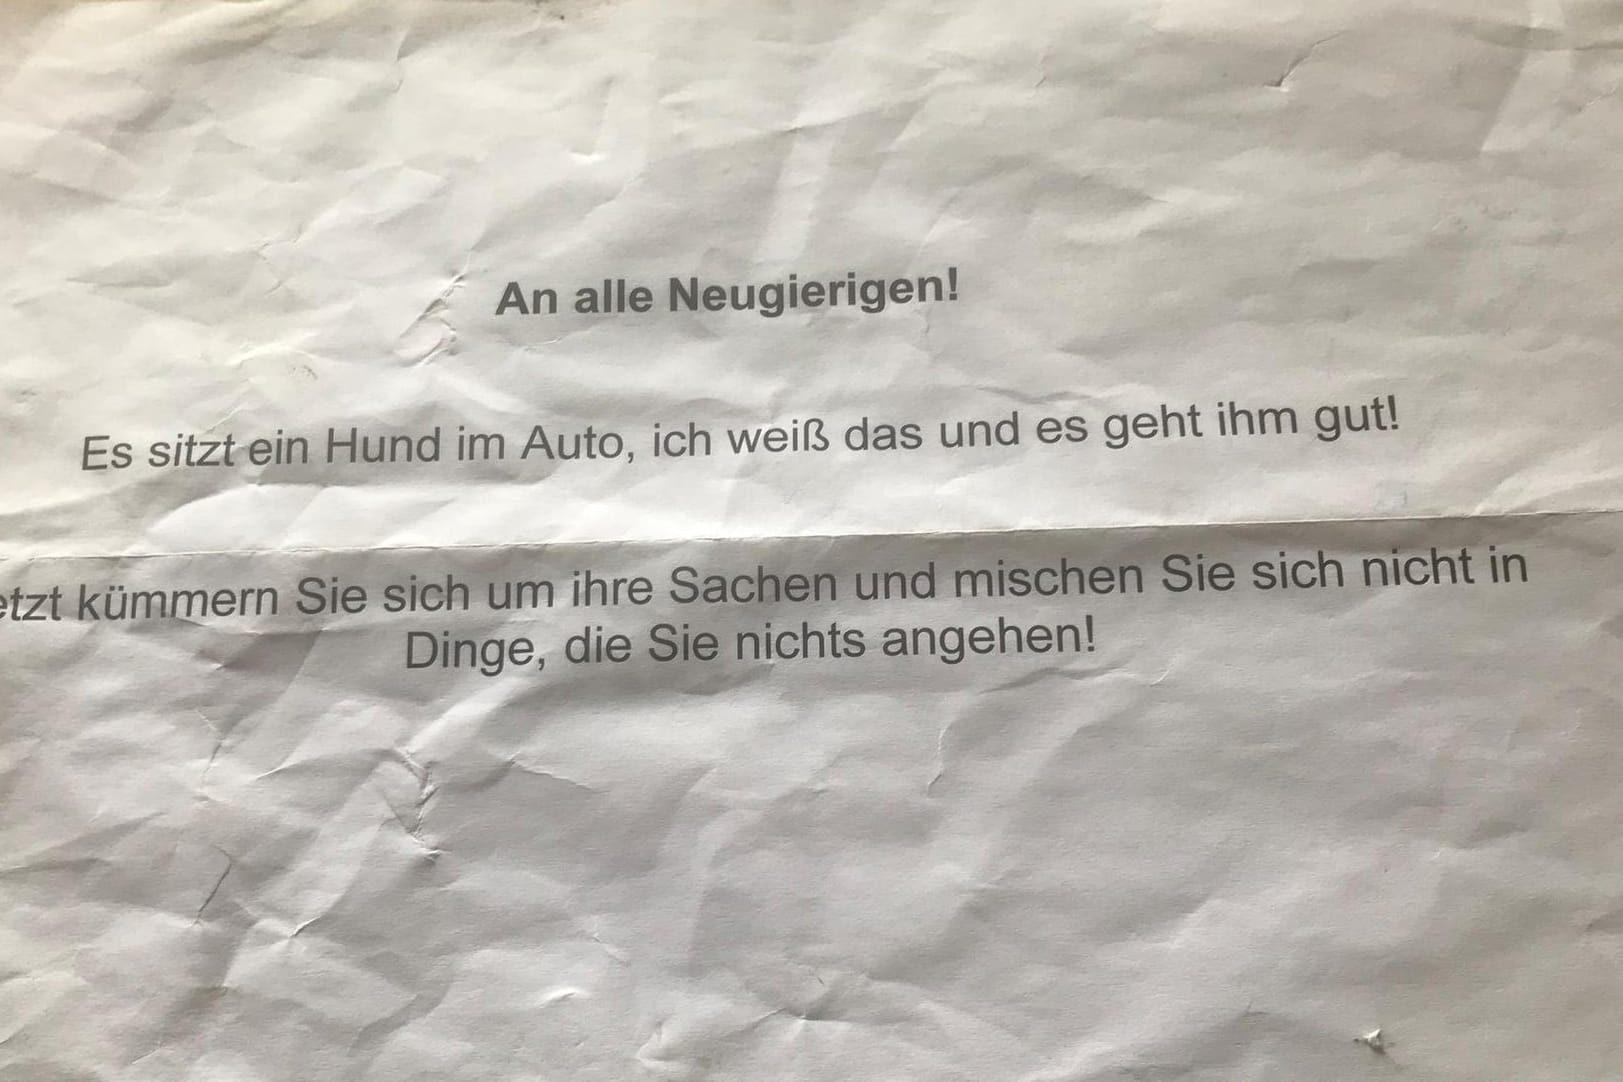 An alle Neugierigen!
Es sitzt ein Hund im Auto, ich weiß das und es geht ihm gut!
etzt kümmern Sie sich um ihre Sachen und mischen Sie sich nicht in
Dinge, die Sie nichts angehen!